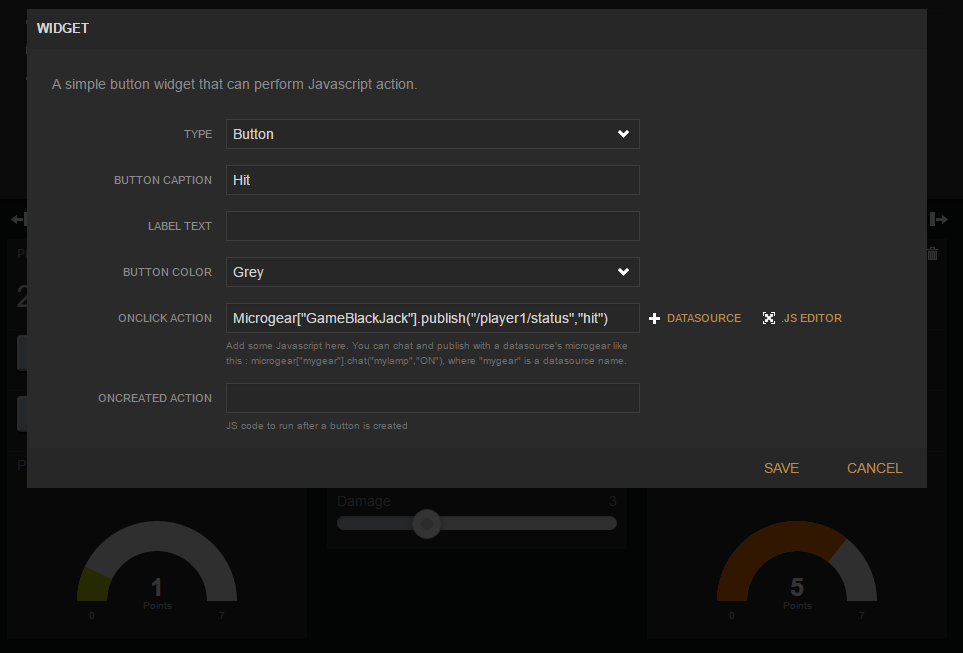 WIDGET
A simple button widget that can perform Javascript action.
TYPE
Button
BUTTON CAPTION
Hit
LABEL TEXT
BUTTON COLOR
Grey
ONCLICK ACTION
Microgear["GameBlackJack"].publish("/player1/status","hit")
DATASOURCE
.JS EDITOR
Add some Javascript here. You can chat and publish with a datasource's microgear like
this : microgear["mygear"].chat("mylamp","ON"), where "mygear" is a datasource name.
ONCREATED ACTION
JS code to run after a button is created
SAVE
CANCEL
Damage
3
1
Points
0
7
5
Points
0
7